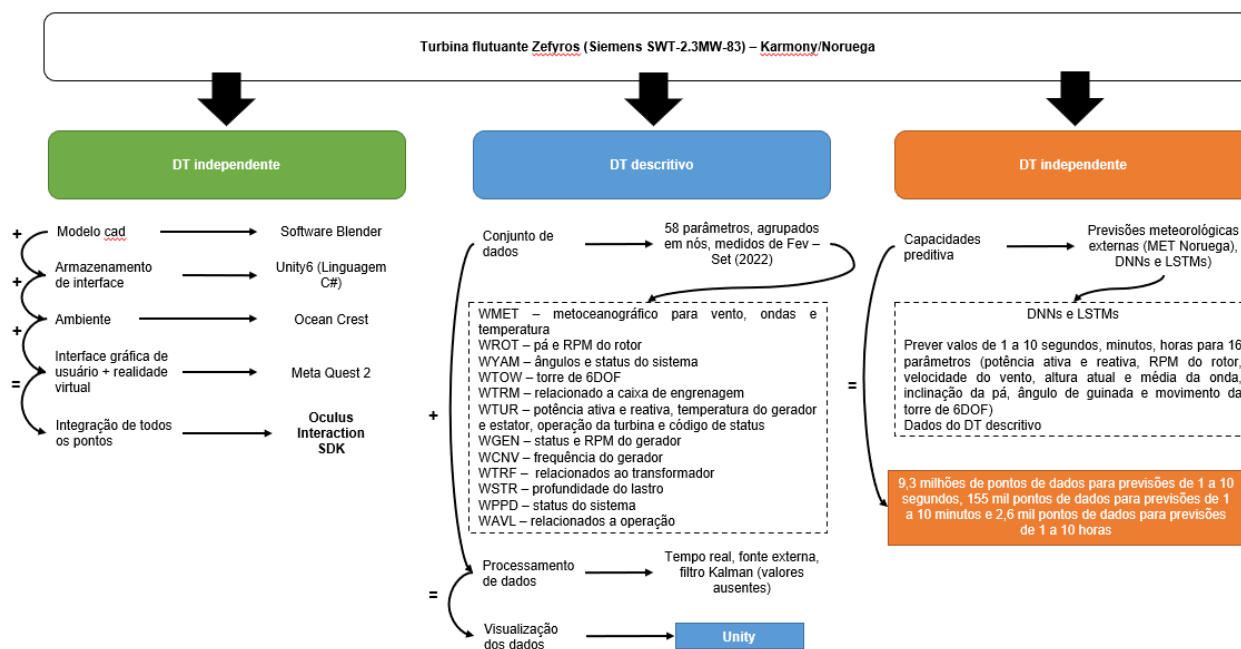 Turbina flutuante Zefyros (Siemens SWT-2.3MW-83) – Karmony/Noruega
DT independente
+
Modelo cad
Software Blender
+
Armazenamento
de interface
Unity6 (Linguagem
C#)
+
Ambiente
Ocean Crest
=
Interface gráfica de
usuário + realidade
virtual
Meta Quest 2
Integração de todos
os pontos
Oculus
Interaction
SDK
DT descritivo
Conjunto de
dados
58 parâmetros, agrupados
em nós, medidos de Fev –
Set (2022)
WMET – metoceanográfico para vento, ondas e
temperatura
WROT – pá e RPM do rotor
WYAM – ângulos e status do sistema
WTOW – torre de 6DOF
WTRM – relacionado a caixa de engrenagem
WTUR – potência ativa e reativa, temperatura do gerador
e estator, operação da turbina e código de status
WGEN – status e RPM do gerador
WCNV – frequência do gerador
WTRF – relacionados ao transformador
WSTR – profundidade do lastro
WPPD – status do sistema
WAVL – relacionados a operação
+
Processamento
de dados
Tempo real, fonte externa,
filtro Kalman (valores
ausentes)
=
Visualização
dos dados
Unity
DT independente
Capacidades
preditiva
Previsões meteorológicas
externas (MET Noruega),
DNNs e LSTMs)
=
DNNs e LSTMs
Prever valos de 1 a 10 segundos, minutos, horas para 16
parâmetros (potência ativa e reativa, RPM do rotor,
velocidade do vento, altura atual e média da onda,
inclinação da pá, ângulo de guinada e movimento da
torre de 6DOF)
Dados do DT descritivo
9,3 milhões de pontos de dados para previsões de 1 a 10
segundos, 155 mil pontos de dados para previsões de 1
a 10 minutos e 2,6 mil pontos de dados para previsões
de 1 a 10 horas